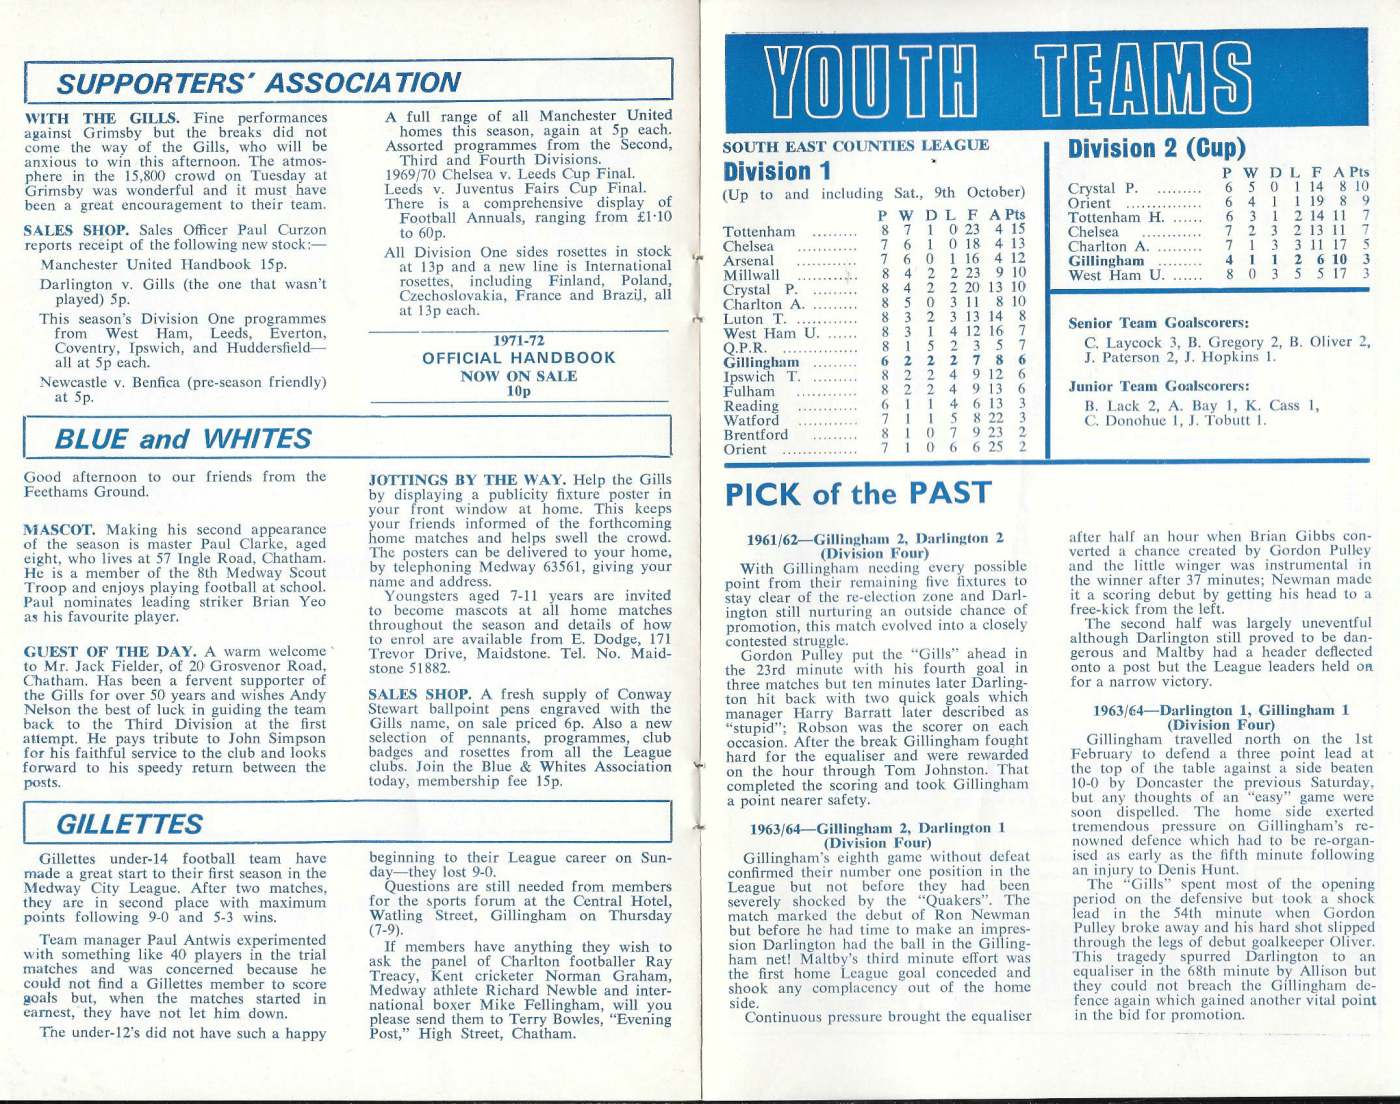 SUPPORTERS' ASSOCIATION
WITH THE GILLS. Fine performances
against Grimsby but the breaks did not
come the way of the Gills, who will be
anxious to win this afternoon. The atmos-
phere in the 15,800 crowd on Tuesday at
Grimsby was wonderful and it must have
been a great encouragement to their team.
SALES SHOP. Sales Officer Paul Curzon
reports receipt of the following new stock:—
Manchester United Handbook 15p.
Darlington v. Gills (the one that wasn't
played) 5p.
This season's Division One programmes
from West Ham, Leeds, Everton,
Coventry, Ipswich, and Huddersfield—
all at 5p each.
Newcastle v. Benfica (pre-season friendly)
at 5p.
A full range of all Manchester United
homes this season, again at 5p each.
Assorted programmes from the Second,
Third and Fourth Divisions.
1969/70 Chelsea v. Leeds Cup Final.
Leeds v. Juventus Fairs Cup Final.
There is a comprehensive display of
Football Annuals, ranging from £1·10
to 60p.
All Division One sides rosettes in stock
at 13p and a new line is International
rosettes, including Finland, Poland,
Czechoslovakia, France and Brazil, all
at 13p each.
1971-72
OFFICIAL HANDBOOK
NOW ON SALE
10p
BLUE and WHITES
Good afternoon to our friends from the
Feethams Ground.
MASCOT. Making his second appearance
of the season is master Paul Clarke, aged
eight, who lives at 57 Ingle Road, Chatham.
He is a member of the 8th Medway Scout
Troop and enjoys playing football at school.
Paul nominates leading striker Brian Yeo
as his favourite player.
GUEST OF THE DAY. A warm welcome
to Mr. Jack Fielder, of 20 Grosvenor Road,
Chatham. Has been a fervent supporter of
the Gills for over 50 years and wishes Andy
Nelson the best of luck in guiding the team
back to the Third Division at the first
attempt. He pays tribute to John Simpson
for his faithful service to the club and looks
forward to his speedy return between the
posts.
JOTTINGS BY THE WAY. Help the Gills
by displaying a publicity fixture poster in
your front window at home. This keeps
your friends informed of the forthcoming
home matches and helps swell the crowd.
The posters can be delivered to your home,
by telephoning Medway 63561, giving your
name and address.
Youngsters aged 7-11 years are invited
to become mascots at all home matches
throughout the season and details of how
to enrol are available from E. Dodge, 171
Trevor Drive, Maidstone. Tel. No. Maid-
stone 51882.
SALES SHOP. A fresh supply of Conway
Stewart ballpoint pens engraved with the
Gills name, on sale priced 6p. Also a new
selection of pennants, programmes, club
badges and rosettes from all the League
clubs. Join the Blue & Whites Association
today, membership fee 15p.
GILLETTES
Gillettes under-14 football team have
made a great start to their first season in the
Medway City League. After two matches,
they are in second place with maximum
points following 9-0 and 5-3 wins.
Team manager Paul Antwis experimented
with something like 40 players in the trial
matches and was concerned because he
could not find a Gillettes member to score
goals but, when the matches started in
earnest, they have not let him down.
The under-12's did not have such a happy
beginning to their League career on Sun-
day—they lost 9-0.
Questions are still needed from members
for the sports forum at the Central Hotel,
Watling Street, Gillingham on Thursday
(7-9).
If members have anything they wish to
ask the panel of Charlton footballer Ray
Treacy, Kent cricketer Norman Graham,
Medway athlete Richard Newble and inter-
national boxer Mike Fellingham, will you
please send them to Terry Bowles, "Evening
Post," High Street, Chatham.
YOUTH TEAMS
SOUTH EAST COUNTIES LEAGUE
Division 1
(Up to and including Sat., 9th October)
P W D L F A Pts
Tottenham ......... 8 7 1 0 23 4 15
Chelsea ............ 7 6 1 0 18 4 13
Arsenal ............ 7 6 0 1 16 4 12
Millwall ............ 8 4 2 2 23 9 10
Crystal P. ......... 8 4 2 2 20 13 10
Charlton A. ......... 8 5 0 3 11 8 10
Luton T. ............ 8 3 2 3 13 14 8
West Ham U. ...... 8 3 1 4 12 16 7
Q.P.R. ............... 8 1 5 2 3 5 7
Gillingham ......... 6 2 2 2 7 8 6
Ipswich T. ......... 8 2 2 4 9 12 6
Fulham ............ 8 2 2 4 9 13 6
Reading ............ 6 1 1 4 6 13 3
Watford ............ 7 1 1 5 8 22 3
Brentford ......... 8 1 0 7 9 23 2
Orient ............... 7 1 0 6 6 25 2
Division 2 (Cup)
P W D L F A Pts
Crystal P. ......... 6 5 0 1 14 8 10
Orient ............... 6 4 1 1 19 8 9
Tottenham H. ...... 6 3 1 2 14 11 7
Chelsea ............ 7 2 3 2 13 11 7
Charlton A. ......... 7 1 3 3 11 17 5
Gillingham ......... 4 1 1 2 6 10 3
West Ham U. ...... 8 0 3 5 5 17 3
Senior Team Goalscorers:
C. Laycock 3, B. Gregory 2, B. Oliver 2,
J. Paterson 2, J. Hopkins 1.
Junior Team Goalscorers:
B. Lack 2, A. Bay 1, K. Cass 1,
C. Donohue 1, J. Tobutt 1.
PICK of the PAST
1961/62—Gillingham 2, Darlington 2
(Division Four)
With Gillingham needing every possible
point from their remaining five fixtures to
stay clear of the re-election zone and Darl-
ington still nurturing an outside chance of
promotion, this match evolved into a closely
contested struggle.
Gordon Pulley put the "Gills" ahead in
the 23rd minute with his fourth goal in
three matches but ten minutes later Darling-
ton hit back with two quick goals which
manager Harry Barratt later described as
"stupid"; Robson was the scorer on each
occasion. After the break Gillingham fought
hard for the equaliser and were rewarded
on the hour through Tom Johnston. That
completed the scoring and took Gillingham
a point nearer safety.
1963/64—Gillingham 2, Darlington 1
(Division Four)
Gillingham's eighth game without defeat
confirmed their number one position in the
League but not before they had been
severely shocked by the "Quakers". The
match marked the debut of Ron Newman
but before he had time to make an impres-
sion Darlington had the ball in the Gilling-
ham net! Maltby's third minute effort was
the first home League goal conceded and
shook any complacency out of the home
side.
Continuous pressure brought the equaliser
after half an hour when Brian Gibbs con-
verted a chance created by Gordon Pulley
and the little winger was instrumental in
the winner after 37 minutes; Newman made
it a scoring debut by getting his head to a
free-kick from the left.
The second half was largely uneventful
although Darlington still proved to be dan-
gerous and Maltby had a header deflected
onto a post but the League leaders held on
for a narrow victory.
1963/64—Darlington 1, Gillingham 1
(Division Four)
Gillingham travelled north on the 1st
February to defend a three point lead at
the top of the table against a side beaten
10-0 by Doncaster the previous Saturday,
but any thoughts of an "easy" game were
soon dispelled. The home side exerted
tremendous pressure on Gillingham's re-
nowned defence which had to be re-organ-
ised as early as the fifth minute following
an injury to Denis Hunt.
The "Gills" spent most of the opening
period on the defensive but took a shock
lead in the 54th minute when Gordon
Pulley broke away and his hard shot slipped
through the legs of debut goalkeeper Oliver.
This tragedy spurred Darlington to an
equaliser in the 68th minute by Allison but
they could not breach the Gillingham de-
fence again which gained another vital point
in the bid for promotion.